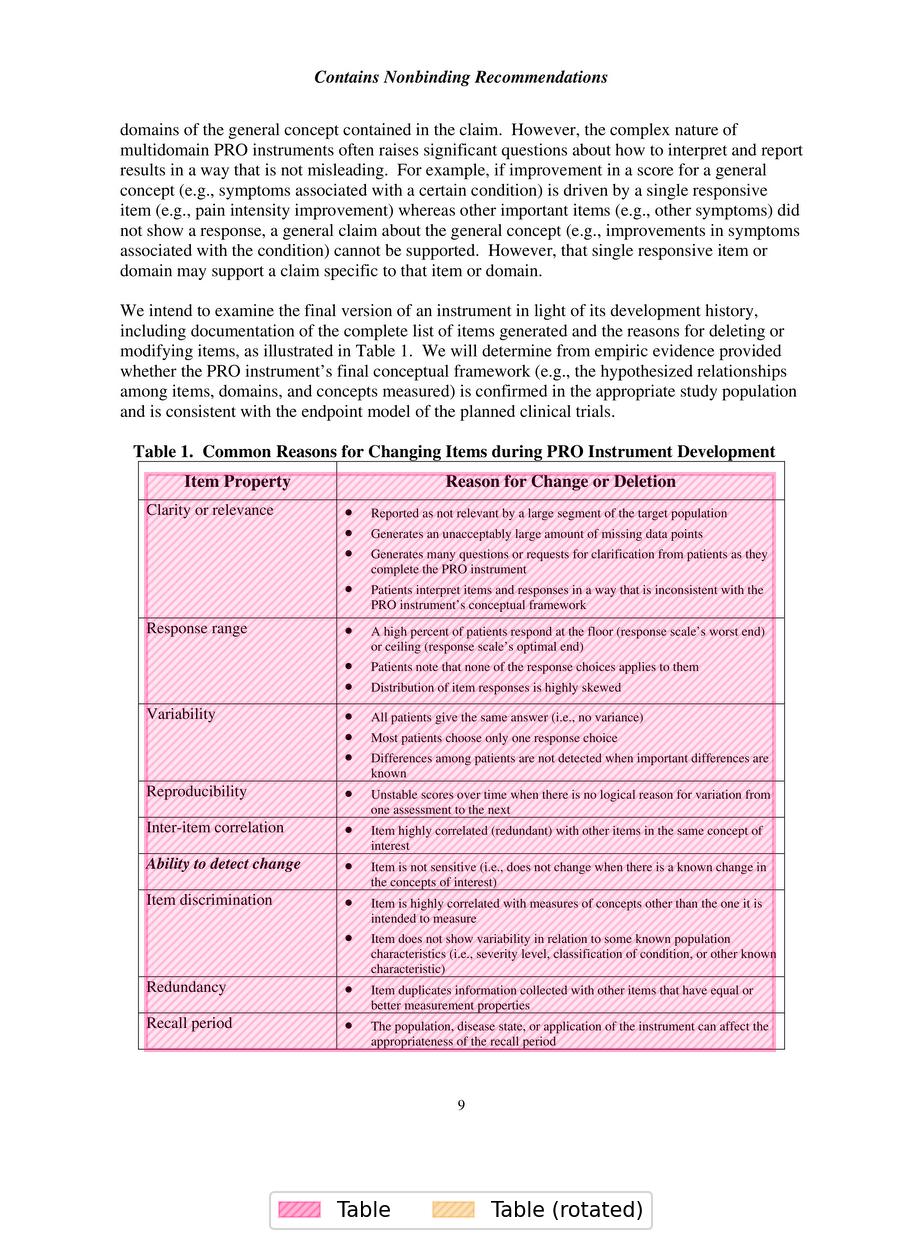 Contains Nonbinding Recommendations
domains of the general concept contained in the claim.  However, the complex nature of
multidomain PRO instruments often raises significant questions about how to interpret and report
results in a way that is not misleading.  For example, if improvement in a score for a general
concept (e.g., symptoms associated with a certain condition) is driven by a single responsive
item (e.g., pain intensity improvement) whereas other important items (e.g., other symptoms) did
not show a response, a general claim about the general concept (e.g., improvements in symptoms
associated with the condition) cannot be supported.  However, that single responsive item or
domain may support a claim specific to that item or domain.
We intend to examine the final version of an instrument in light of its development history,
including documentation of the complete list of items generated and the reasons for deleting or
modifying items, as illustrated in Table 1.  We will determine from empiric evidence provided
whether the PRO instrument's final conceptual framework (e.g., the hypothesized relationships
among items, domains, and concepts measured) is confirmed in the appropriate study population
and is consistent with the endpoint model of the planned clinical trials.
Table 1.  Common Reasons for Changing Items during PRO Instrument Development
Item Property Reason for Change or Deletion
Clarity or relevance
● Reported as not relevant by a large segment of the target population
● Generates an unacceptably large amount of missing data points
● Generates many questions or requests for clarification from patients as they
complete the PRO instrument
● Patients interpret items and responses in a way that is inconsistent with the
PRO instrument's conceptual framework
Response range
● A high percent of patients respond at the floor (response scale's worst end)
or ceiling (response scale's optimal end)
● Patients note that none of the response choices applies to them
● Distribution of item responses is highly skewed
Variability
● All patients give the same answer (i.e., no variance)
● Most patients choose only one response choice
● Differences among patients are not detected when important differences are
known
Reproducibility
● Unstable scores over time when there is no logical reason for variation from
one assessment to the next
Inter-item correlation
● Item highly correlated (redundant) with other items in the same concept of
interest
Ability to detect change
● Item is not sensitive (i.e., does not change when there is a known change in
the concepts of interest)
Item discrimination
● Item is highly correlated with measures of concepts other than the one it is
intended to measure
● Item does not show variability in relation to some known population
characteristics (i.e., severity level, classification of condition, or other known
characteristic)
Redundancy
● Item duplicates information collected with other items that have equal or
better measurement properties
Recall period
● The population, disease state, or application of the instrument can affect the
appropriateness of the recall period
9
Table Table (rotated)